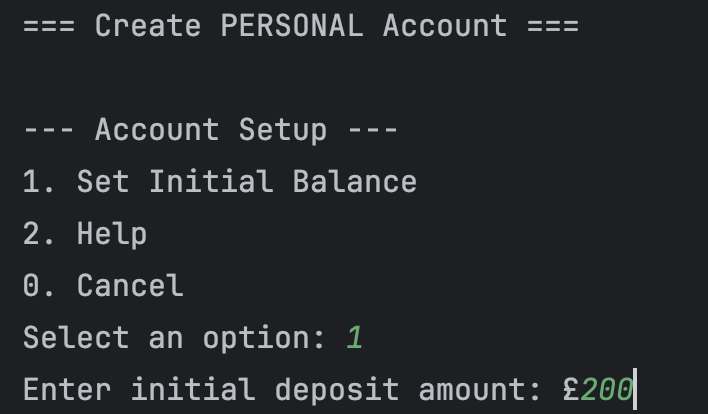 === Create PERSONAL Account ===
--- Account Setup ---
1. Set Initial Balance
2. Help
0. Cancel
Select an option: 1
Enter initial deposit amount: £200